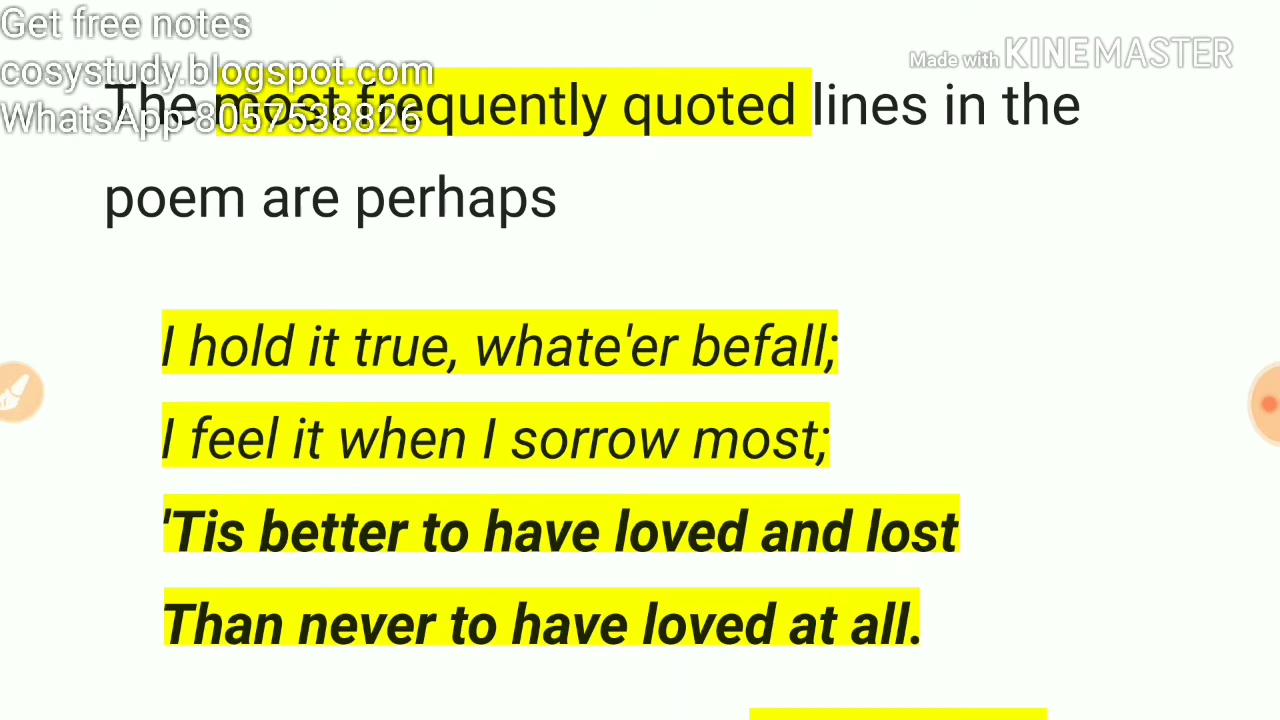 Get free notes
cosystudy.blogspot.com
WhatsApp 8057538826
Made with KINEMASTER
The most frequently quoted lines in the
poem are perhaps
I hold it true, whate'er befall;
I feel it when I sorrow most;
'Tis better to have loved and lost
Than never to have loved at all.